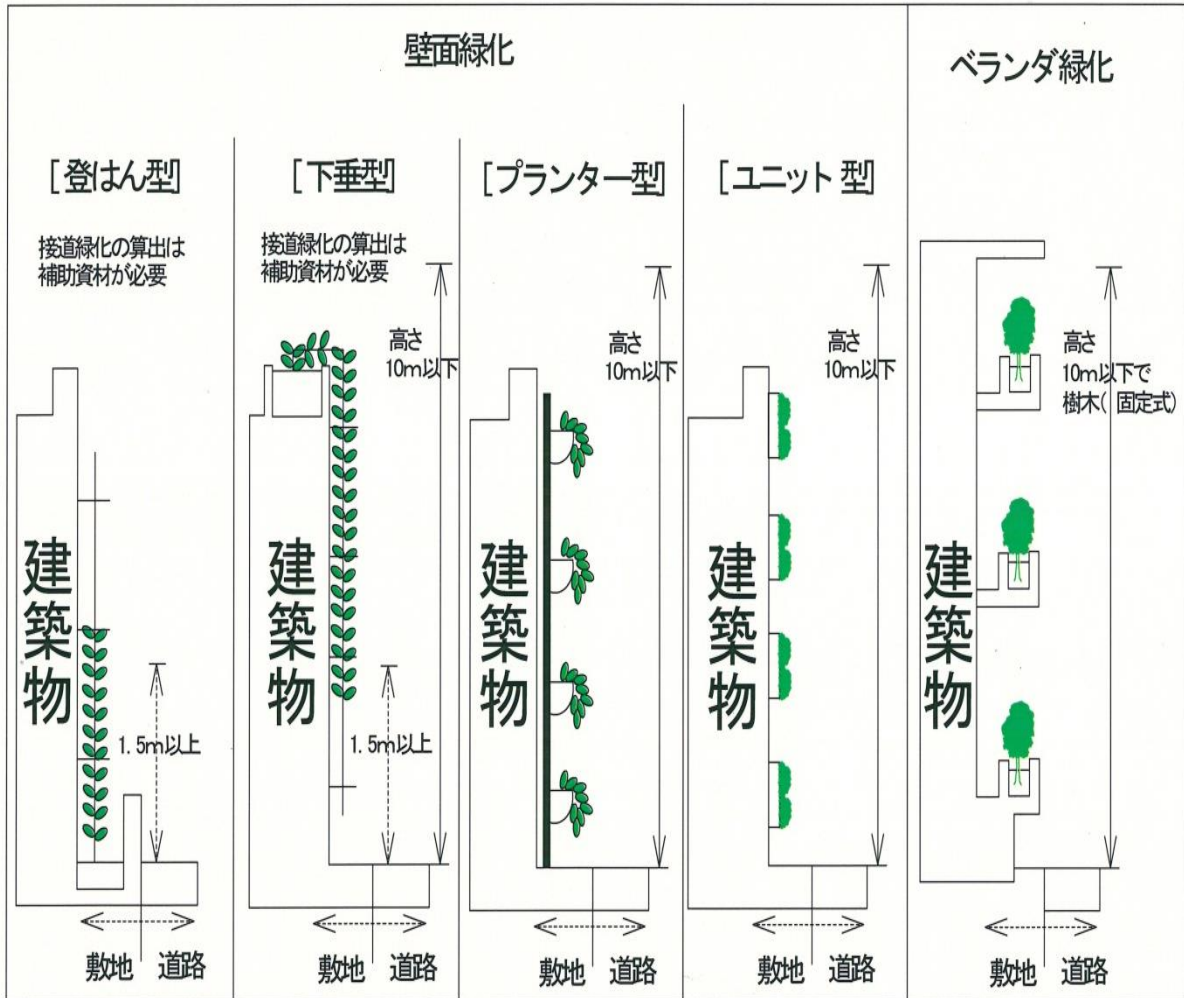 壁面緑化
ベランダ緑化
[登はん型]
接道緑化の算出は
補助資材が必要
建築物
1.5m以上
敷地 道路
[下垂型]
接道緑化の算出は
補助資材が必要
高さ
10m以下
建築物
1.5m以上
敷地 道路
[プランター型]
高さ
10m以下
建築物
敷地 道路
[ユニット型]
高さ
10m以下
建築物
敷地 道路
高さ
10m以下で
樹木(固定式)
建築物
敷地 道路